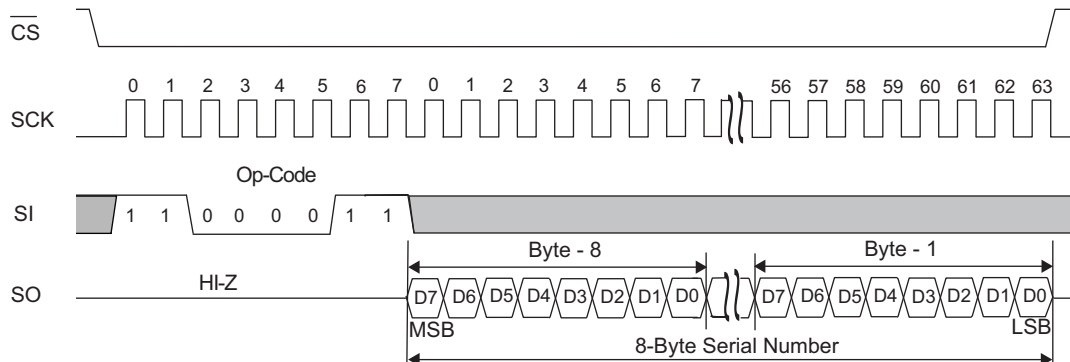 CS
0 1 2 3 4 5 6 7 0 1 2 3 4 5 6 7 56 57 58 59 60 61 62 63
SCK
Op-Code
SI 1 1 0 0 0 0 1 1
Byte - 8 Byte - 1
HI-Z
SO D7 D6 D5 D4 D3 D2 D1 D0 D7 D6 D5 D4 D3 D2 D1 D0
MSB LSB
8-Byte Serial Number